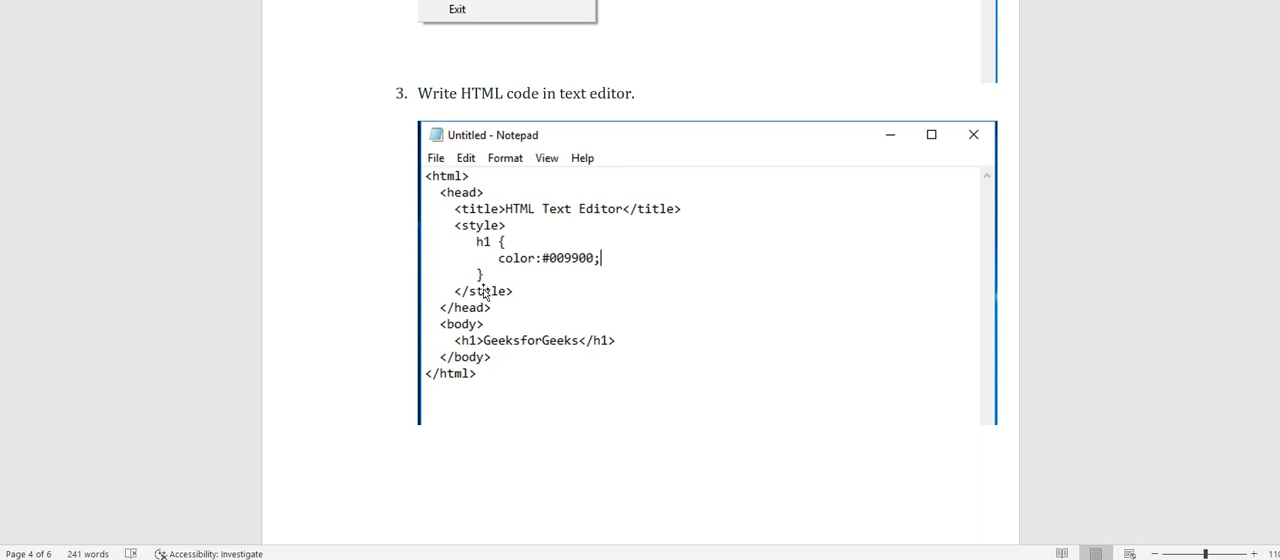 Exit
3. Write HTML code in text editor.
Untitled - Notepad
File Edit Format View Help
<html>
<head>
<title>HTML Text Editor</title>
<style>
h1 {
color:#009900;
}
</style>
</head>
<body>
<h1>GeeksforGeeks</h1>
</body>
</html>
Page 4 of 6 241 words Accessibility: Investigate